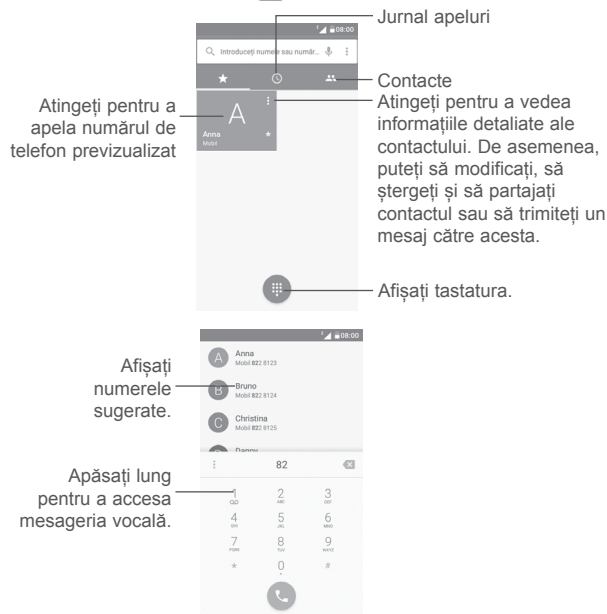 Jurnal apeluri
08:00
Introduceți numele sau număr...
Contacte
Atingeți pentru a
apela numărul de
telefon previzualizat
A
Anna
Mobil
Atingeți pentru a vedea
informațiile detaliate ale
contactului. De asemenea,
puteți să modificați, să
ștergeți și să partajați
contactul sau să trimiteți un
mesaj către acesta.
Afișați tastatura.
08:00
Afișați
numerele
sugerate.
A
Anna
Mobil 822 8123
B
Bruno
Mobil 822 8124
C
Christina
Mobil 822 8125
Danny
82
Apăsați lung
pentru a accesa
mesageria vocală.
1 2 3
ABC DEF
4 5 6
GHI JKL MNO
7 8 9
PQRS TUV WXYZ
* 0 #
+